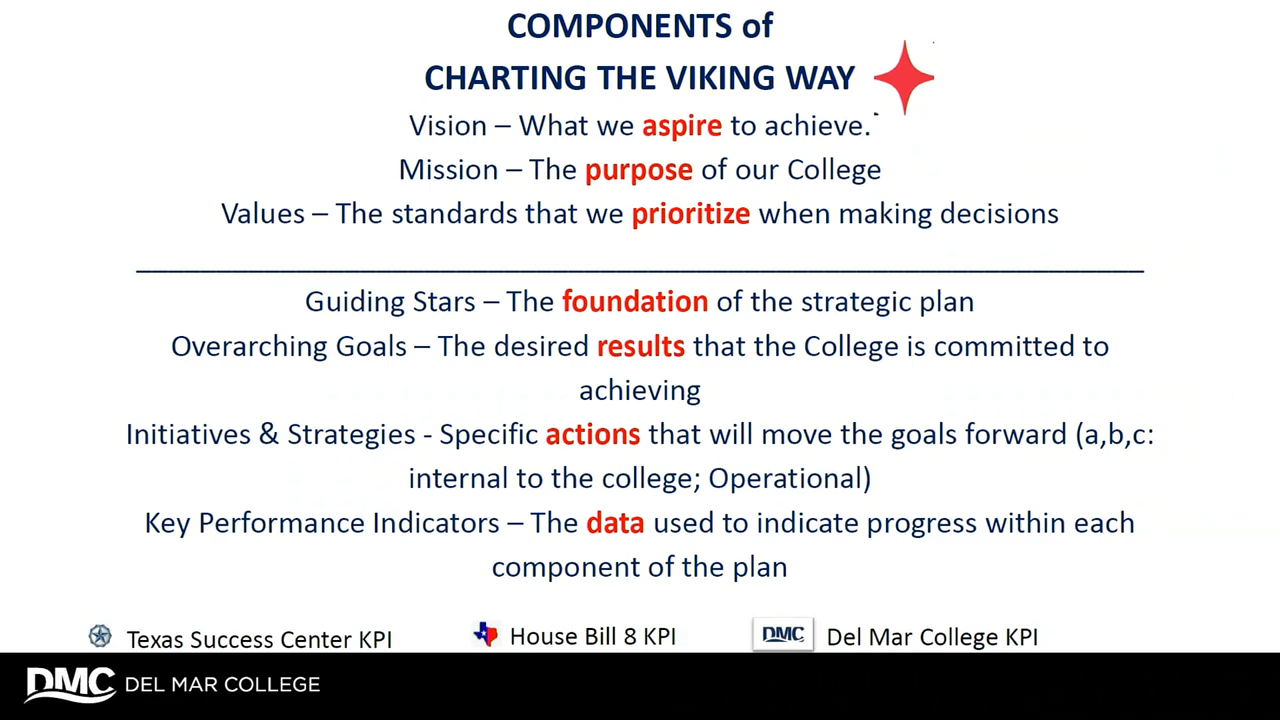 COMPONENTS of
CHARTING THE VIKING WAY
Vision – What we aspire to achieve.
Mission – The purpose of our College
Values – The standards that we prioritize when making decisions
Guiding Stars – The foundation of the strategic plan
Overarching Goals – The desired results that the College is committed to
achieving
Initiatives & Strategies - Specific actions that will move the goals forward (a,b,c:
internal to the college; Operational)
Key Performance Indicators – The data used to indicate progress within each
component of the plan
Texas Success Center KPI
House Bill 8 KPI
DMC Del Mar College KPI
DMC DEL MAR COLLEGE